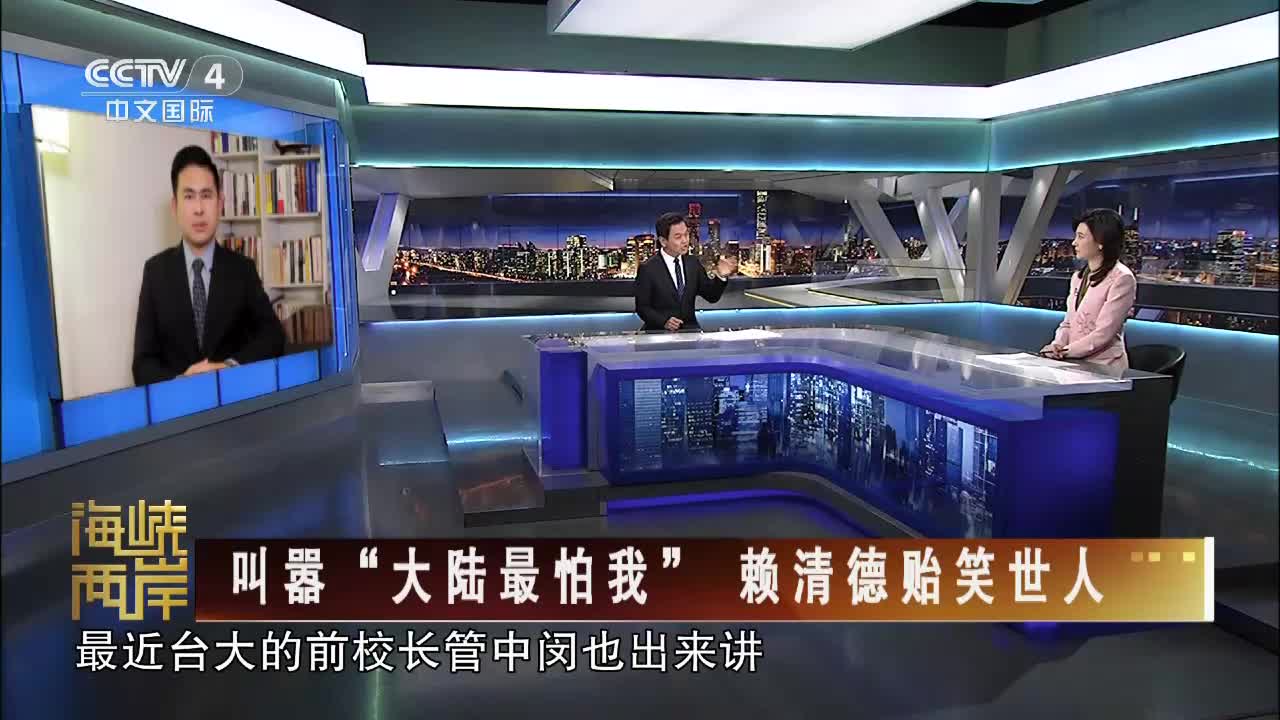 CCTV 4
中文国际
海峡
两岸
叫嚣“大陆最怕我” 赖清德贻笑世人
最近台大的前校长管中闵也出来讲